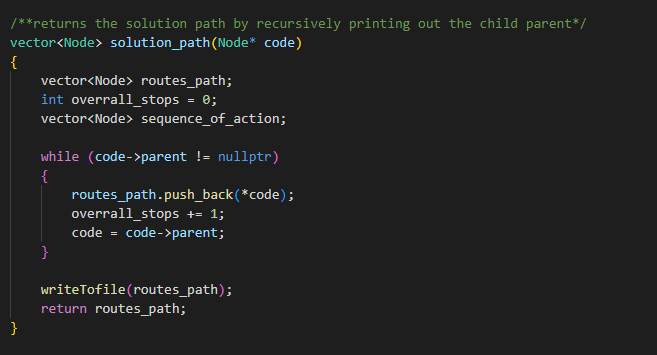 /**returns the solution path by recursively printing out the child parent*/
vector<Node> solution_path(Node* code)
{
    vector<Node> routes_path;
    int overrall_stops = 0;
    vector<Node> sequence_of_action;
    while (code->parent != nullptr)
    {
        routes_path.push_back(*code);
        overrall_stops += 1;
        code = code->parent;
    }
    writeTofile(routes_path);
    return routes_path;
}